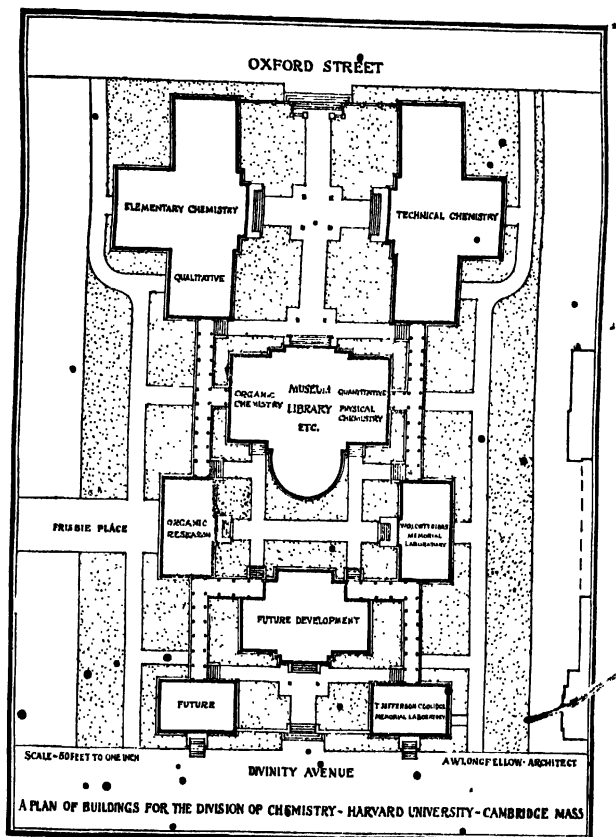 OXFORD STREET
ELEMENTARY CHEMISTRY
TECHNICAL CHEMISTRY
QUALITATIVE
ORGANIC
CHEMISTRY
MUSEUM
LIBRARY
ETC.
QUANTITATIVE
PHYSICAL
CHEMISTRY
FRISBIE PLACE
ORGANIC
RESEARCH
WOLCOTT GIBBS
MEMORIAL
LABORATORY
FUTURE DEVELOPMENT
FUTURE
T JEFFERSON COOLIDGE
MEMORIAL LABORATORY
SCALE-50 FEET TO ONE INCH
A W LONGFELLOW · ARCHITECT
DIVINITY AVENUE
A PLAN OF BUILDINGS FOR THE DIVISION OF CHEMISTRY - HARVARD UNIVERSITY - CAMBRIDGE MASS